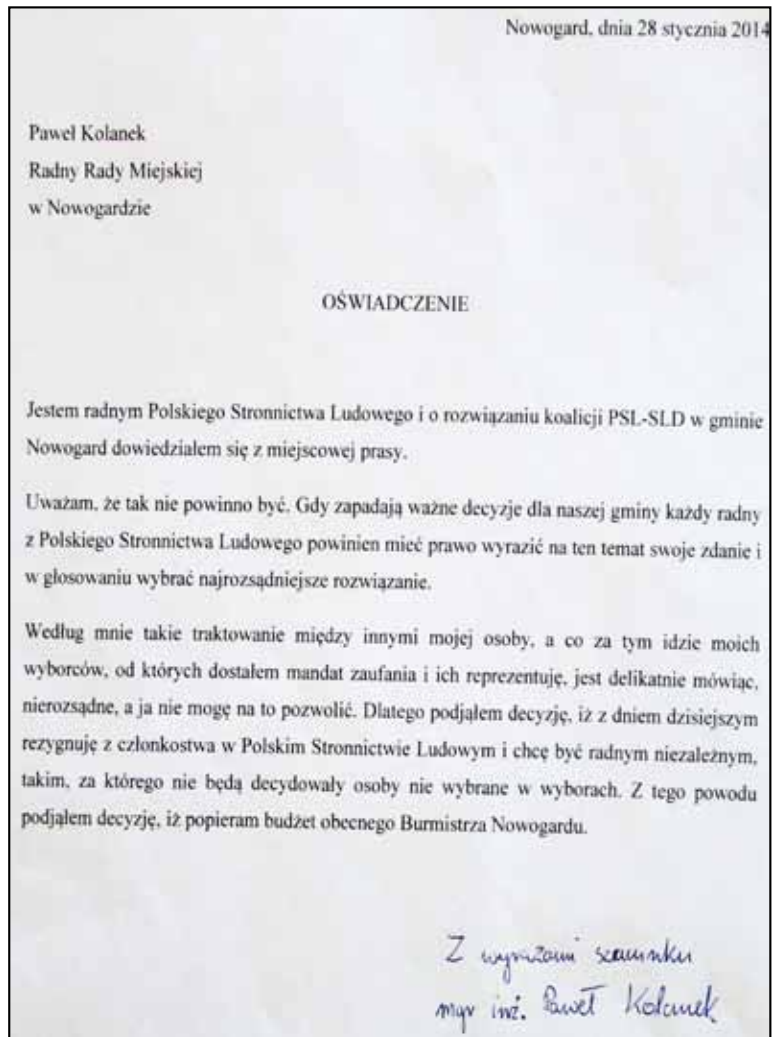 Nowogard, dnia 28 stycznia 2014
Paweł Kolanek
Radny Rady Miejskiej
w Nowogardzie
OŚWIADCZENIE
Jestem radnym Polskiego Stronnictwa Ludowego i o rozwiązaniu koalicji PSL-SLD w gminie
Nowogard dowiedziałem się z miejscowej prasy.
Uważam, że tak nie powinno być. Gdy zapadają ważne decyzje dla naszej gminy każdy radny
z Polskiego Stronnictwa Ludowego powinien mieć prawo wyrazić na ten temat swoje zdanie i
w głosowaniu wybrać najrozsądniejsze rozwiązanie.
Według mnie takie traktowanie między innymi mojej osoby, a co za tym idzie moich
wyborców, od których dostałem mandat zaufania i ich reprezentuję, jest delikatnie mówiąc,
nierozsądne, a ja nie mogę na to pozwolić. Dlatego podjąłem decyzję, iż z dniem dzisiejszym
rezygnuję z członkostwa w Polskim Stronnictwie Ludowym i chcę być radnym niezależnym,
takim, za którego nie będą decydowały osoby nie wybrane w wyborach. Z tego powodu
podjąłem decyzję, iż popieram budżet obecnego Burmistrza Nowogardu.
Z wyrazami szacunku
mgr inż. Paweł Kolanek